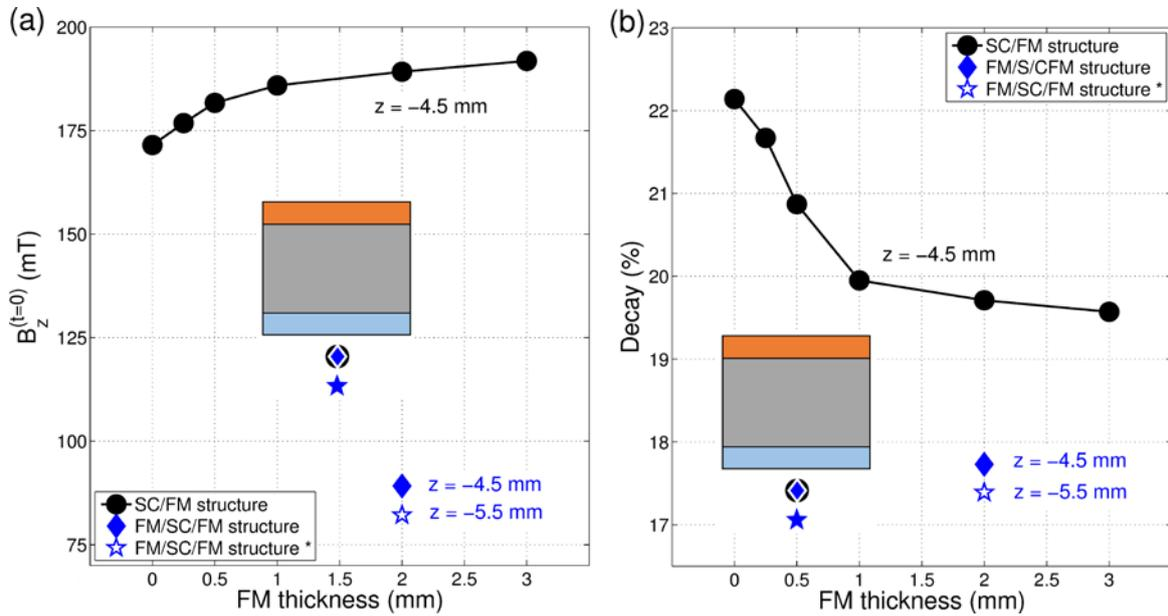 (a)
200
175
150
125
100
75
B_z^(t=0) (mT)
z = −4.5 mm
z = −4.5 mm
z = −5.5 mm
SC/FM structure
FM/SC/FM structure
FM/SC/FM structure *
0 0.5 1 1.5 2 2.5 3
FM thickness (mm)
(b)
23
22
21
20
19
18
17
Decay (%)
SC/FM structure
FM/S/CFM structure
FM/SC/FM structure *
z = −4.5 mm
z = −4.5 mm
z = −5.5 mm
0 0.5 1 1.5 2 2.5 3
FM thickness (mm)